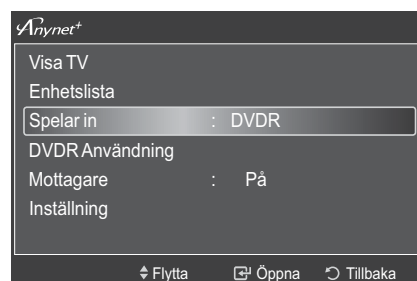 Anynet+
Visa TV
Enhetslista
Spelar in : DVDR
DVDR Användning
Mottagare : På
Inställning
Flytta Öppna Tillbaka